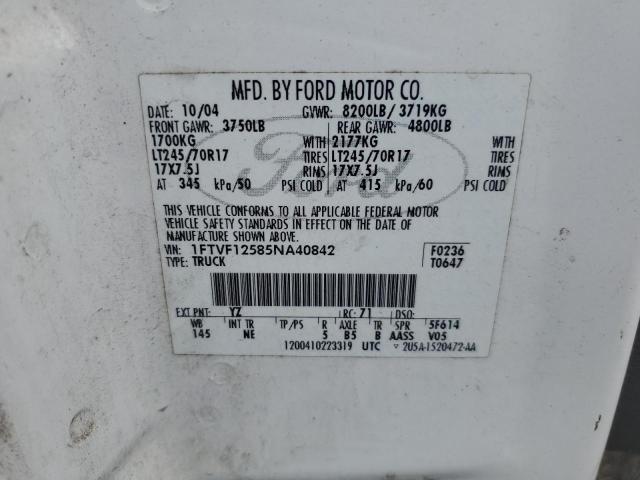 MFD. BY FORD MOTOR CO.
DATE: 10/04 GVWR: 8200LB/ 3719KG
FRONT GAWR: 3750LB REAR GAWR: 4800LB
1700KG WITH 2177KG WITH
LT245/70R17 TIRES LT245/70R17 TIRES
17X7.5J RIMS 17X7.5J RIMS
AT 345 kPa/50 PSI COLD AT 415 kPa/60 PSI COLD
THIS VEHICLE CONFORMS TO ALL APPLICABLE FEDERAL MOTOR
VEHICLE SAFETY STANDARDS IN EFFECT ON THE DATE OF
MANUFACTURE SHOWN ABOVE.
VIN: 1FTVF12585NA40842 F0236
TYPE: TRUCK T0647
Ford
EXT PNT: YZ RC: 71 DSO:
WB INT TR TP/PS R AXLE TR SPR 5F614
145 NE 5 B5 B AASS V05
1200410223319 UTC ▽ 2U5A-1520472-AA